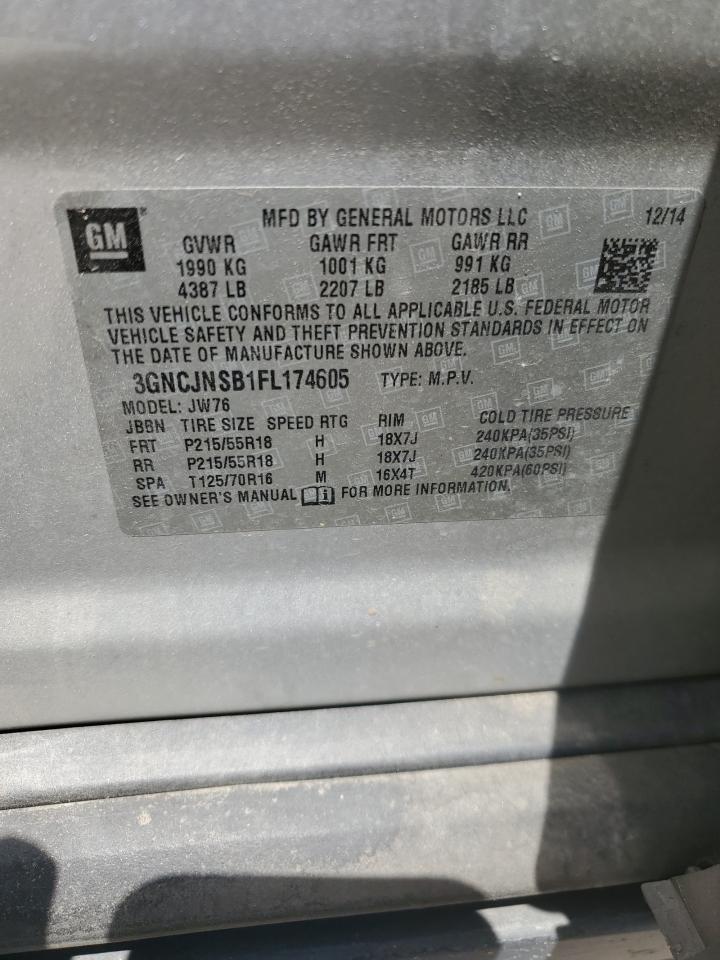 GM
MFD BY GENERAL MOTORS LLC 12/14
GVWR GAWR FRT GAWR RR
1990 KG 1001 KG 991 KG
4387 LB 2207 LB 2185 LB
THIS VEHICLE CONFORMS TO ALL APPLICABLE U.S. FEDERAL MOTOR
VEHICLE SAFETY AND THEFT PREVENTION STANDARDS IN EFFECT ON
THE DATE OF MANUFACTURE SHOWN ABOVE.
3GNCJNSB1FL174605 TYPE: M.P.V.
MODEL: JW76
JBBN TIRE SIZE SPEED RTG RIM COLD TIRE PRESSURE
FRT P215/55R18 H 18X7J 240KPA(35PSI)
RR P215/55R18 H 18X7J 240KPA(35PSI)
SPA T125/70R16 M 16X4T 420KPA(60PSI)
SEE OWNER'S MANUAL FOR MORE INFORMATION.